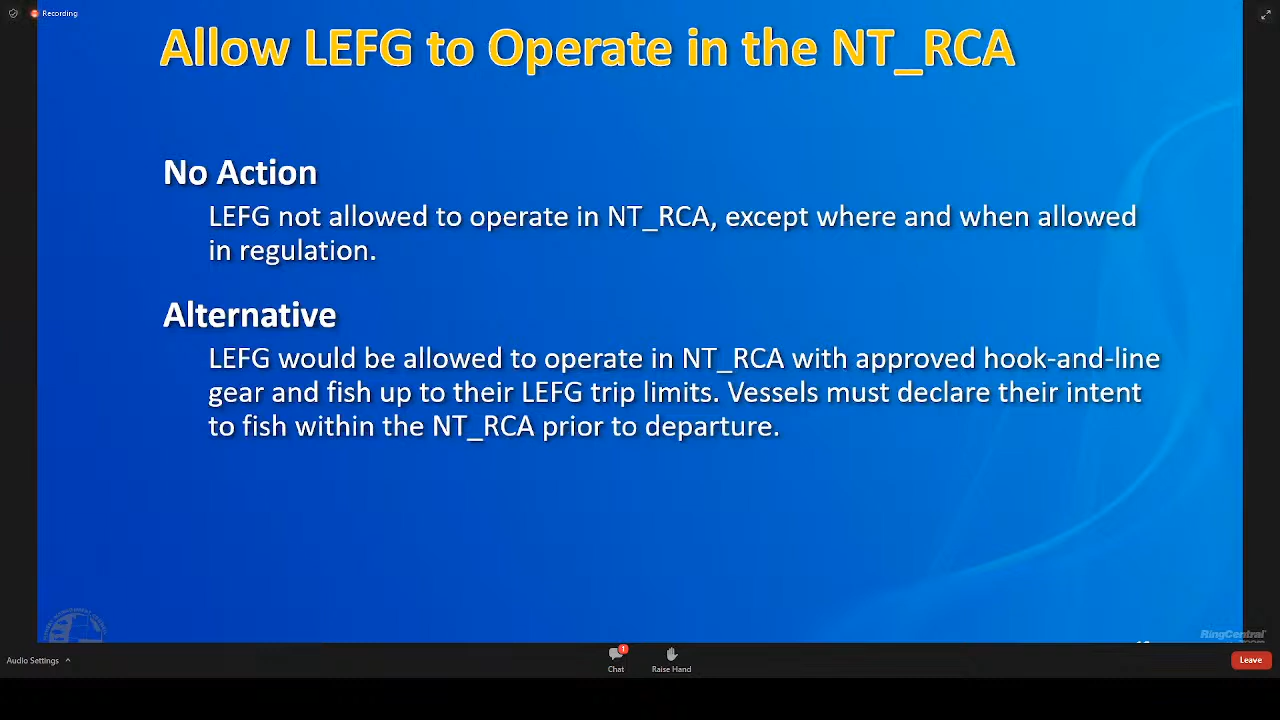 Recording
Allow LEFG to Operate in the NT_RCA
No Action
LEFG not allowed to operate in NT_RCA, except where and when allowed
in regulation.
Alternative
LEFG would be allowed to operate in NT_RCA with approved hook-and-line
gear and fish up to their LEFG trip limits. Vessels must declare their intent
to fish within the NT_RCA prior to departure.
RingCentral
Audio Settings
1
Chat
Raise Hand
Leave